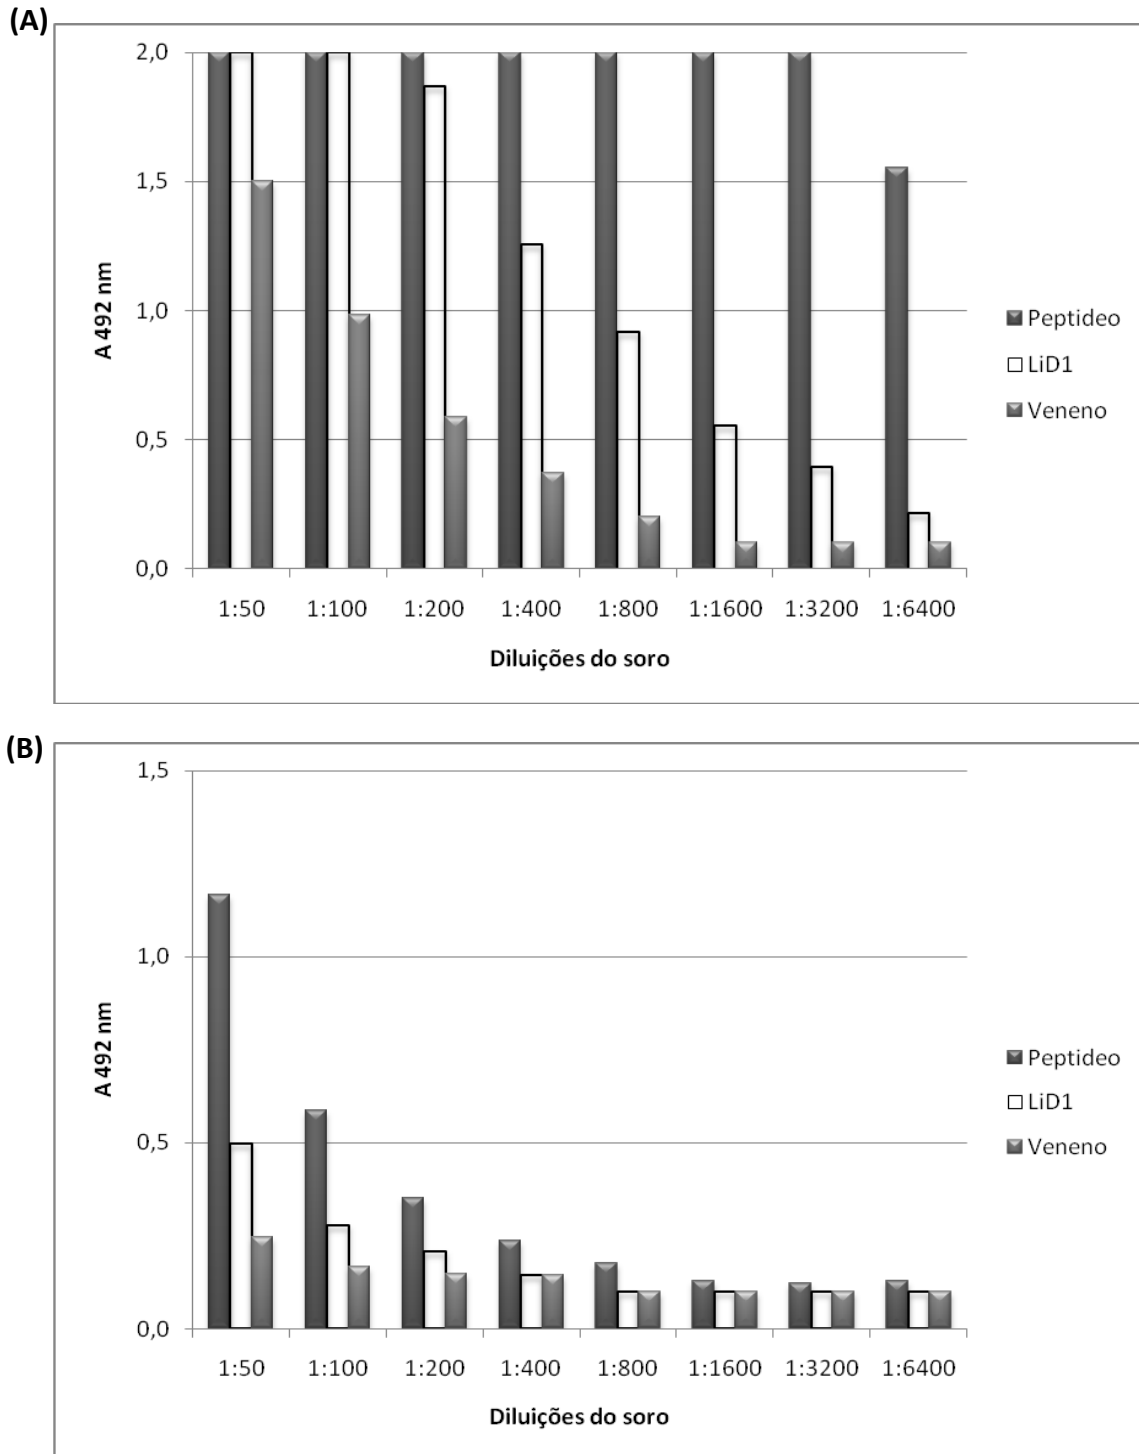 (A)
2,0
1,5
1,0
0,5
0,0
A 492 nm
1:50 1:100 1:200 1:400 1:800 1:1600 1:3200 1:6400
Diluições do soro
Peptideo
LiD1
Veneno
(B)
1,5
1,0
0,5
0,0
A 492 nm
1:50 1:100 1:200 1:400 1:800 1:1600 1:3200 1:6400
Diluições do soro
Peptideo
LiD1
Veneno